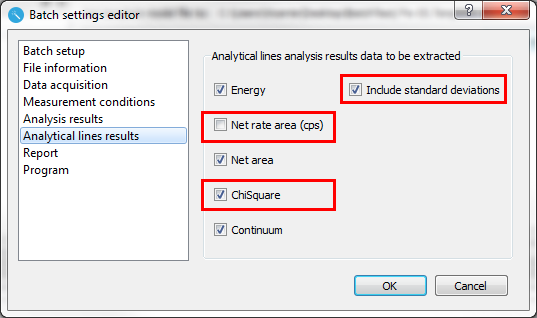 Batch settings editor
Batch setup
File information
Data acquisition
Measurement conditions
Analysis results
Analytical lines results
Report
Program
Analytical lines analysis results data to be extracted
Energy
Include standard deviations
Net rate area (cps)
Net area
ChiSquare
Continuum
OK
Cancel